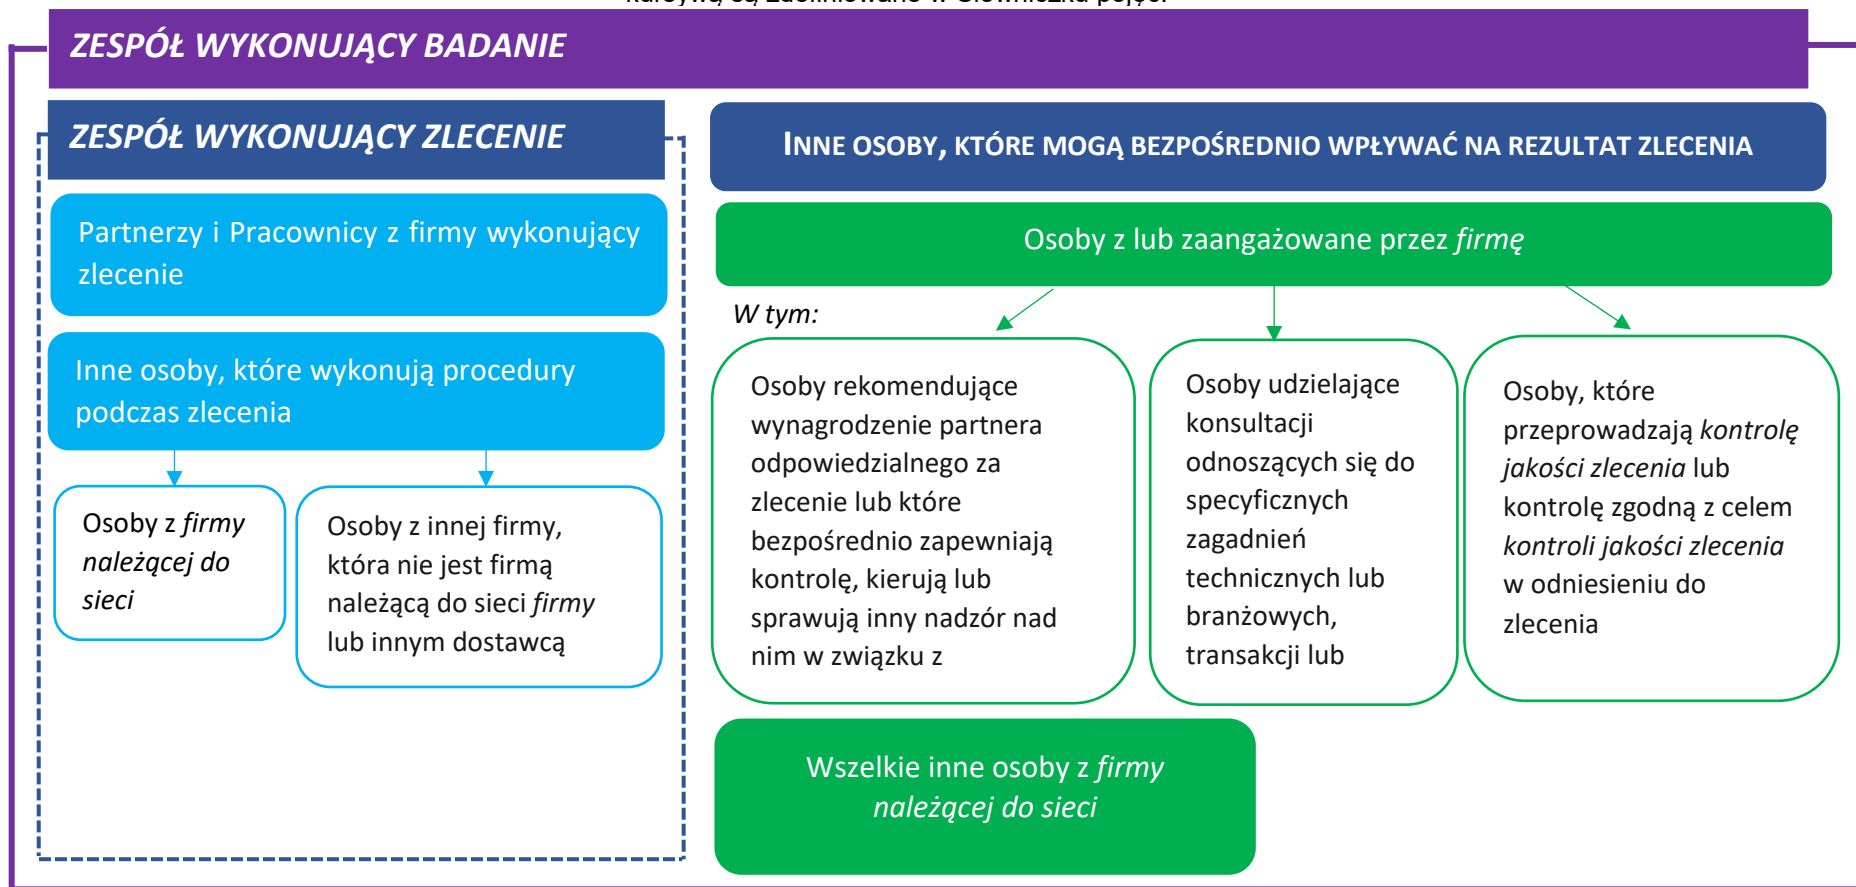 kursywą są zdefiniowane w Słowniczku pojęć.
ZESPÓŁ WYKONUJĄCY BADANIE
ZESPÓŁ WYKONUJĄCY ZLECENIE
Partnerzy i Pracownicy z firmy wykonujący
zlecenie
Inne osoby, które wykonują procedury
podczas zlecenia
Osoby z firmy
należącej do
sieci
Osoby z innej firmy,
która nie jest firmą
należącą do sieci firmy
lub innym dostawcą
INNE OSOBY, KTÓRE MOGĄ BEZPOŚREDNIO WPŁYWAĆ NA REZULTAT ZLECENIA
Osoby z lub zaangażowane przez firmę
W tym:
Osoby rekomendujące
wynagrodzenie partnera
odpowiedzialnego za
zlecenie lub które
bezpośrednio zapewniają
kontrolę, kierują lub
sprawują inny nadzór nad
nim w związku z
Osoby udzielające
konsultacji
odnoszących się do
specyficznych
zagadnień
technicznych lub
branżowych,
transakcji lub
Osoby, które
przeprowadzają kontrolę
jakości zlecenia lub
kontrolę zgodną z celem
kontroli jakości zlecenia
w odniesieniu do
zlecenia
Wszelkie inne osoby z firmy
należącej do sieci